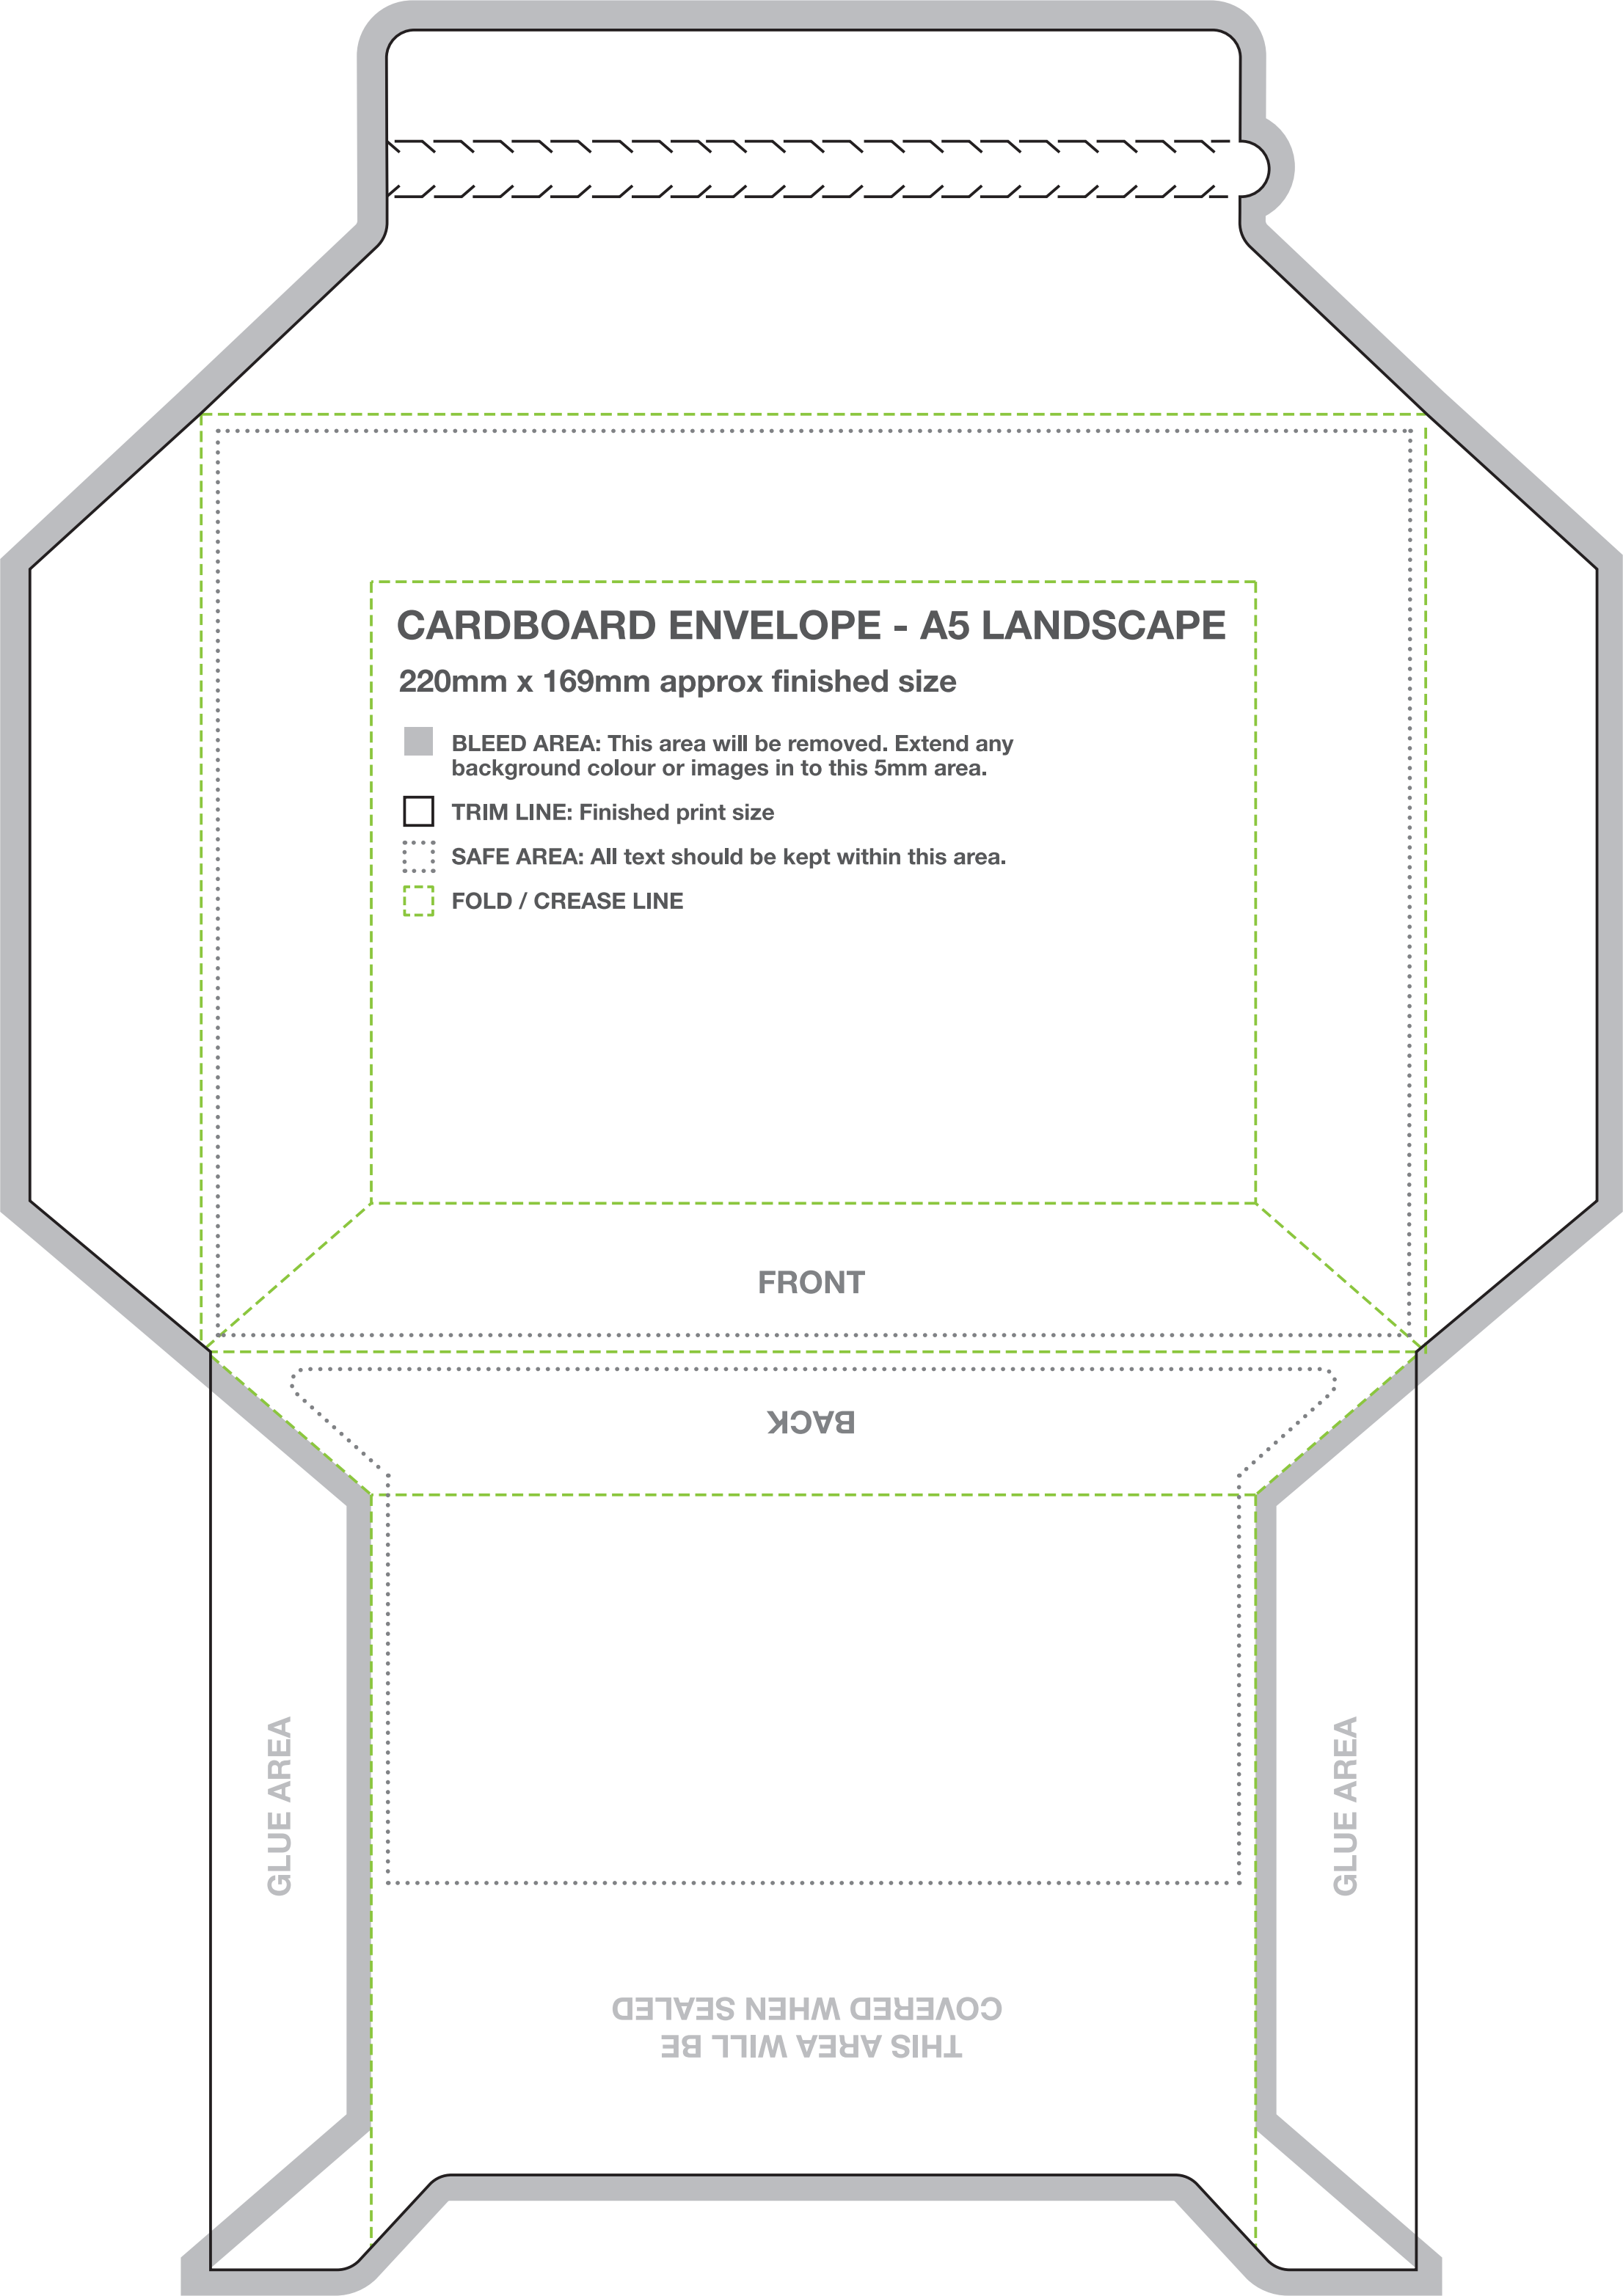 CARDBOARD ENVELOPE - A5 LANDSCAPE
220mm x 169mm approx finished size
BLEED AREA: This area will be removed. Extend any
background colour or images in to this 5mm area.
TRIM LINE: Finished print size
SAFE AREA: All text should be kept within this area.
FOLD / CREASE LINE
FRONT
BACK
GLUE AREA
GLUE AREA
THIS AREA WILL BE
COVERED WHEN SEALED